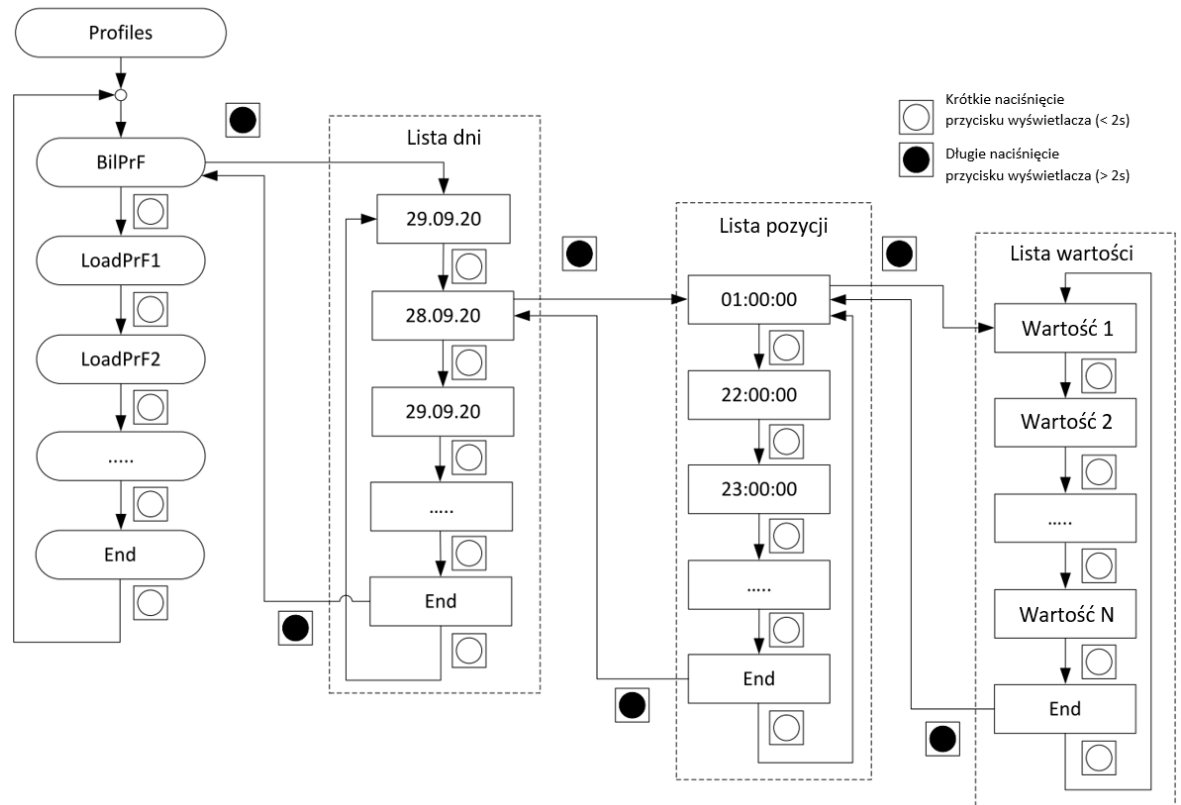 Profiles
BilPrF
LoadPrF1
LoadPrF2
.....
End
Lista dni
29.09.20
28.09.20
29.09.20
.....
End
Lista pozycji
01:00:00
22:00:00
23:00:00
.....
End
Lista wartości
Wartość 1
Wartość 2
.....
Wartość N
End
Krótkie naciśnięcie
przycisku wyświetlacza (< 2s)
Długie naciśnięcie
przycisku wyświetlacza (> 2s)